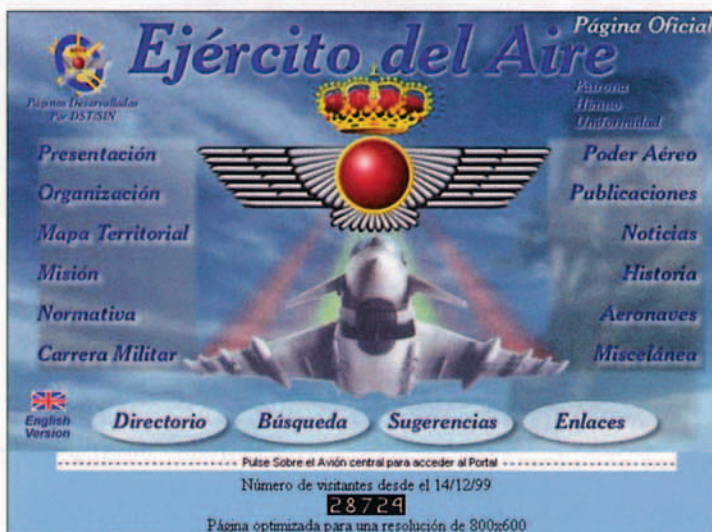 Página Oficial
Ejército del Aire
Páginas Desarrolladas
Por DST/SIN
Patrona
Himno
Uniformidad
Presentación
Organización
Mapa Territorial
Misión
Normativa
Carrera Militar
Poder Aéreo
Publicaciones
Noticias
Historia
Aeronaves
Miscelánea
English
Version
Directorio
Búsqueda
Sugerencias
Enlaces
Pulse Sobre el Avión central para acceder al Portal
Número de visitantes desde el 14/12/99
28724
Página optimizada para una resolución de 800x600